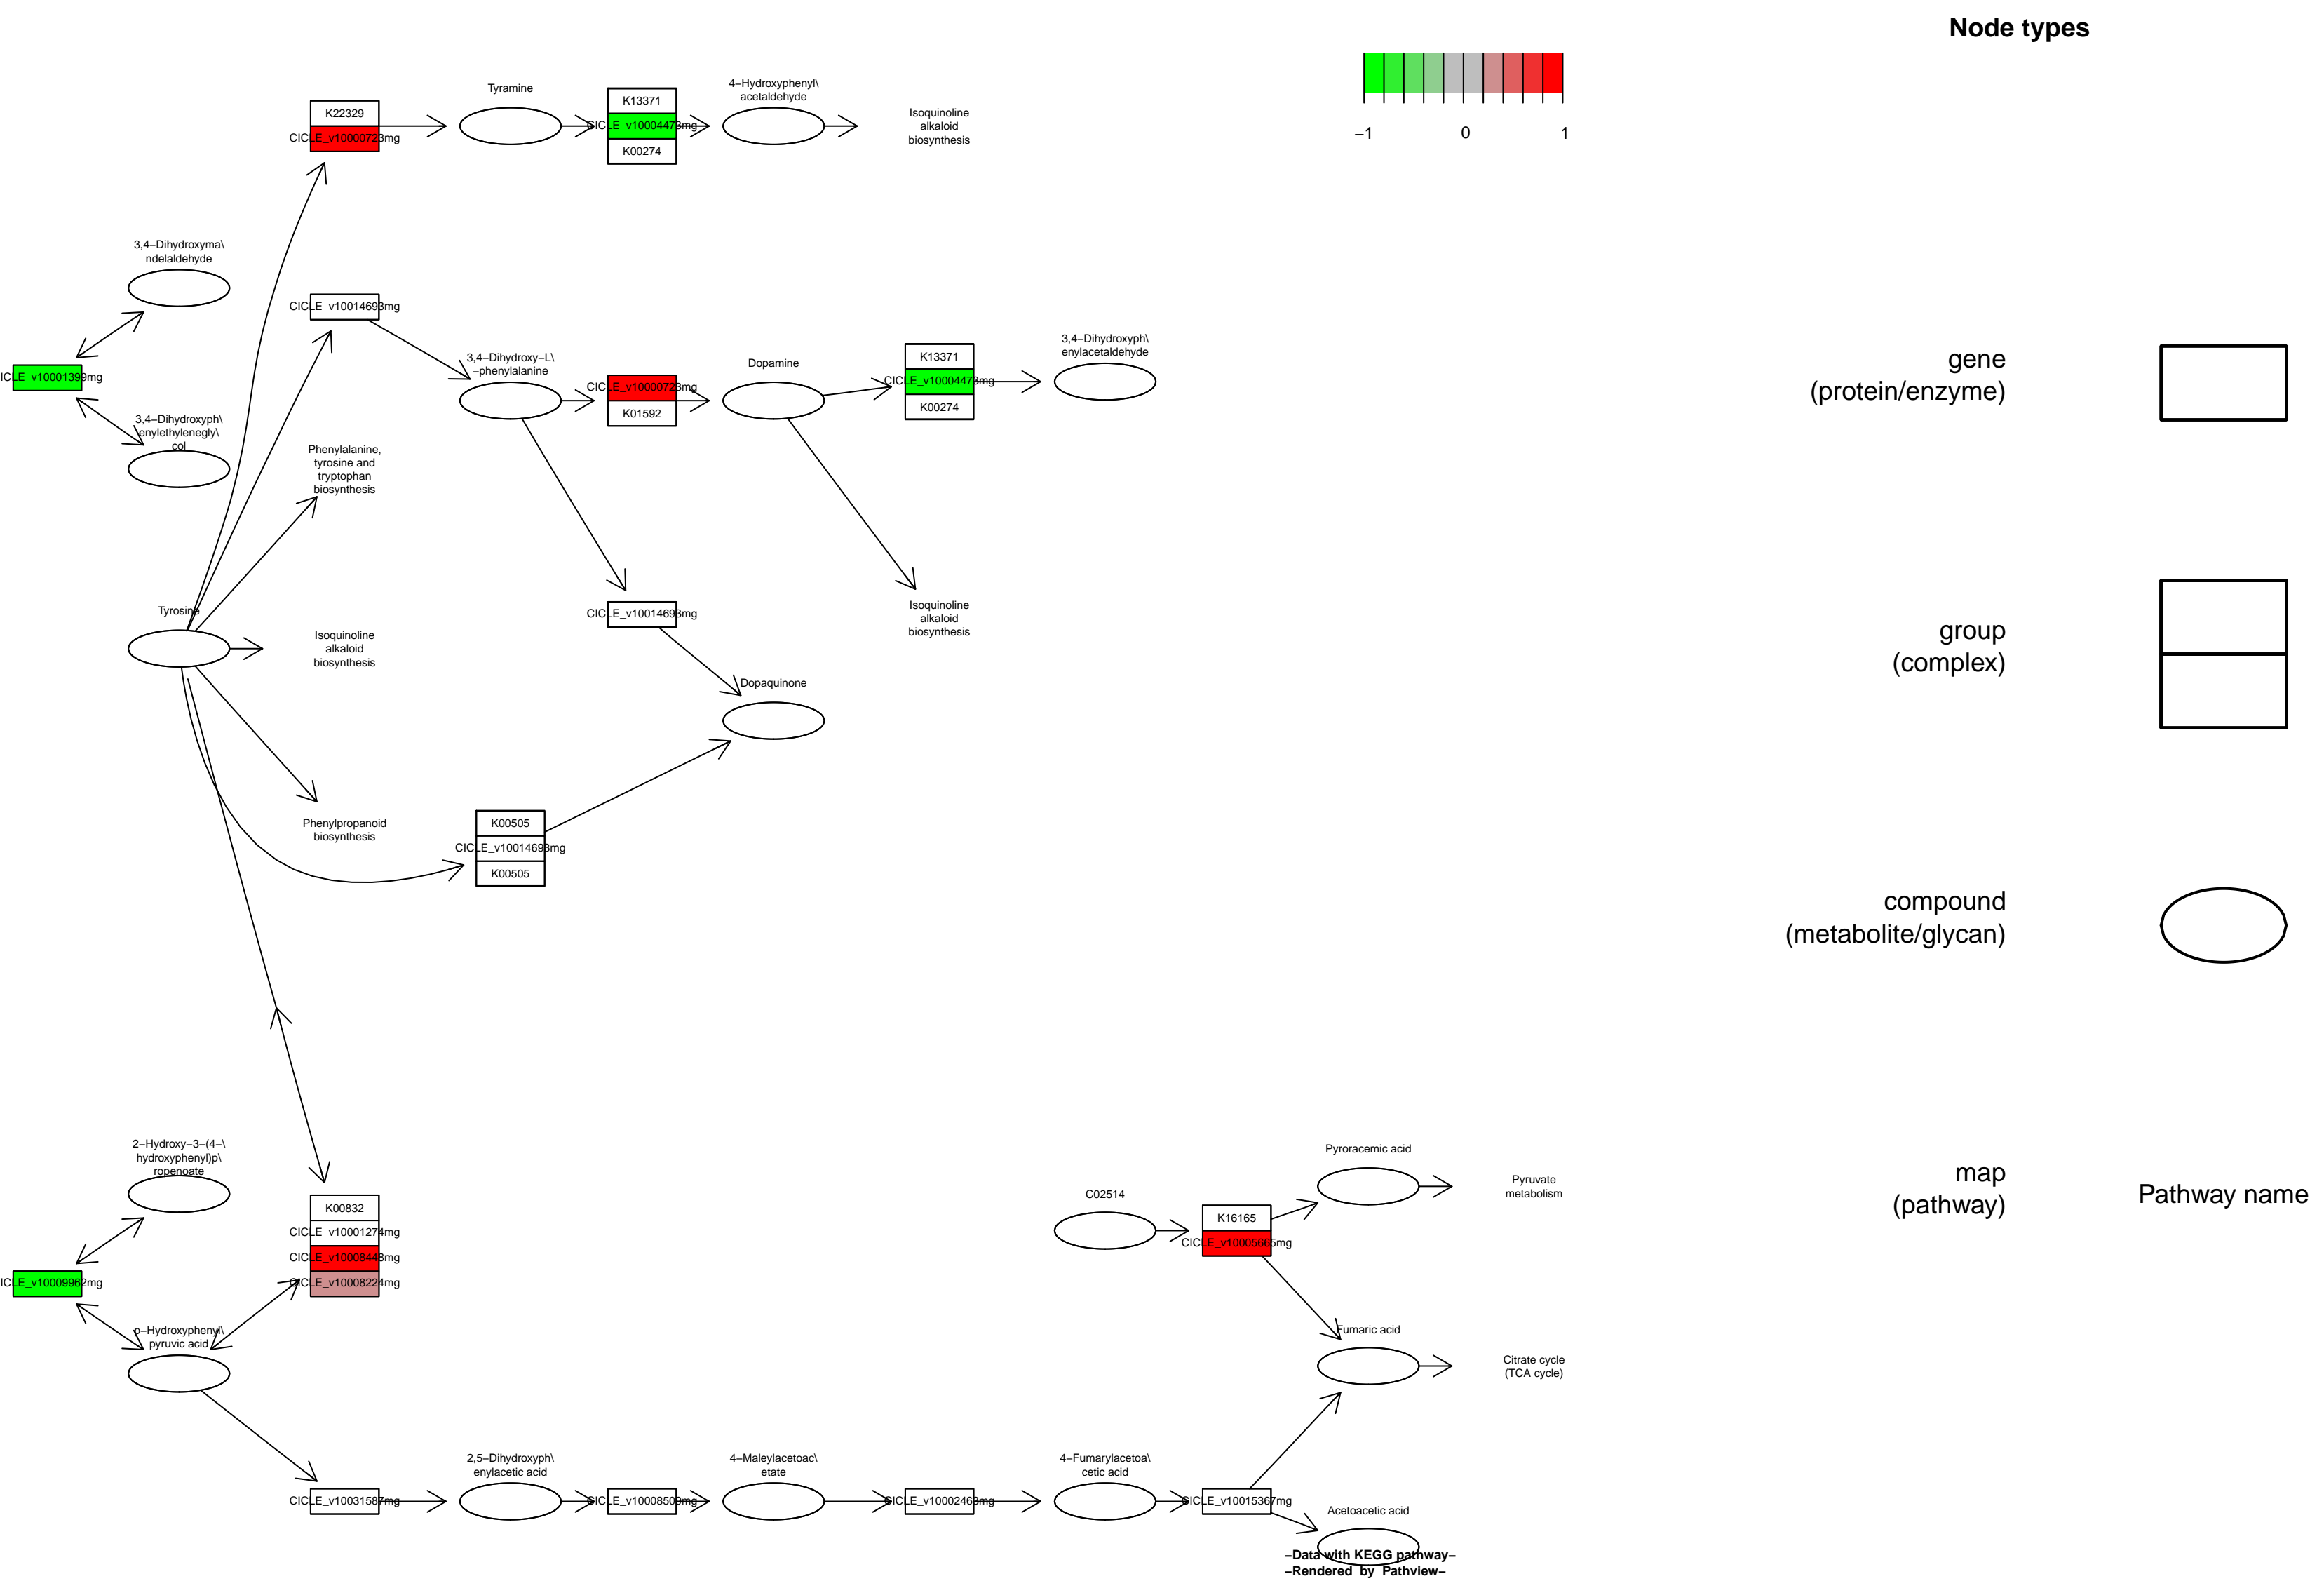 Node types
−1
0
1
Tyramine
4−Hydroxyphenyl\
acetaldehyde
K22329
CICLE_v10000723mg
K13371
CICLE_v10004473mg
K00274
Isoquinoline
alkaloid
biosynthesis
3,4−Dihydroxyma\
ndelaldehyde
CICLE_v10014693mg
CICLE_v10001399mg
3,4−Dihydroxy−L\
−phenylalanine
CICLE_v10000723mg
K01592
Dopamine
K13371
CICLE_v10004473mg
K00274
3,4−Dihydroxyph\
enylacetaldehyde
gene
(protein/enzyme)
3,4−Dihydroxyph\
enylethylenegly\
col
Phenylalanine,
tyrosine and
tryptophan
biosynthesis
Tyrosine
Isoquinoline
alkaloid
biosynthesis
CICLE_v10014693mg
Isoquinoline
alkaloid
biosynthesis
group
(complex)
Dopaquinone
Phenylpropanoid
biosynthesis
K00505
CICLE_v10014693mg
K00505
compound
(metabolite/glycan)
2−Hydroxy−3−(4−\
hydroxyphenyl)p\
ropenoate
K00832
CICLE_v10001274mg
CICLE_v10008448mg
CICLE_v10008224mg
CICLE_v10009962mg
p−Hydroxyphenyl\
pyruvic acid
C02514
K16165
CICLE_v10005665mg
Pyroracemic acid
Pyruvate
metabolism
map
(pathway)
Pathway name
Fumaric acid
Citrate cycle
(TCA cycle)
CICLE_v10031587mg
2,5−Dihydroxyph\
enylacetic acid
CICLE_v10008509mg
4−Maleylacetoac\
etate
CICLE_v10002463mg
4−Fumarylacetoa\
cetic acid
CICLE_v10015367mg
Acetoacetic acid
−Data with KEGG pathway−
−Rendered by Pathview−